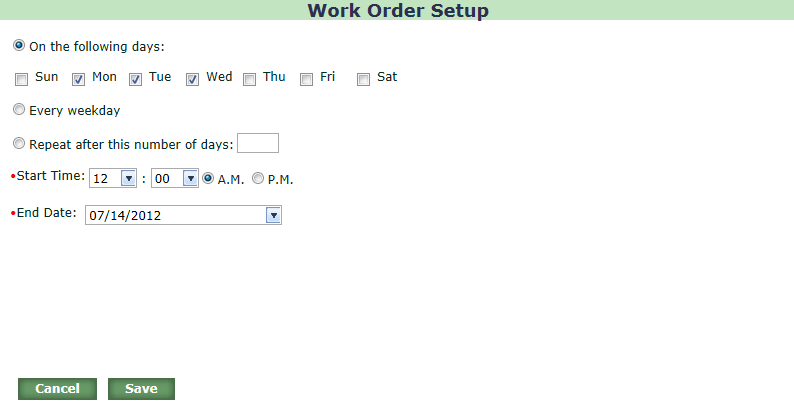 Work Order Setup
On the following days:
Sun Mon Tue Wed Thu Fri Sat
Every weekday
Repeat after this number of days:
•Start Time: 12 : 00 A.M. P.M.
•End Date: 07/14/2012
Cancel Save